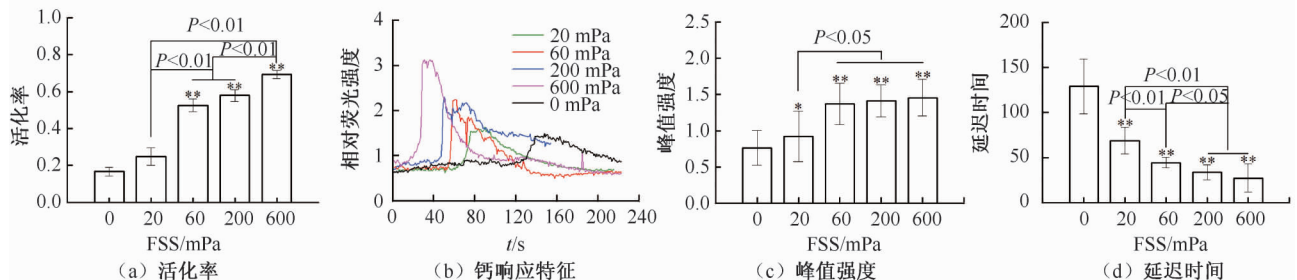 活化率
1.0
0.8
0.6
0.4
0.2
0.0
P<0.01
P<0.01
P<0.01
**
**
**
0
20
60
200
600
FSS/mPa
(a) 活化率
相对荧光强度
4
3
2
1
0
20 mPa
60 mPa
200 mPa
600 mPa
0 mPa
0
40
80
120
160
200
240
t/s
(b) 钙响应特征
峰值强度
2.5
2.0
1.5
1.0
0.5
0.0
P<0.05
*
**
**
**
0
20
60
200
600
FSS/mPa
(c) 峰值强度
延迟时间
200
150
100
50
0
P<0.01
P<0.01
P<0.05
**
**
**
**
0
20
60
200
600
FSS/mPa
(d) 延迟时间